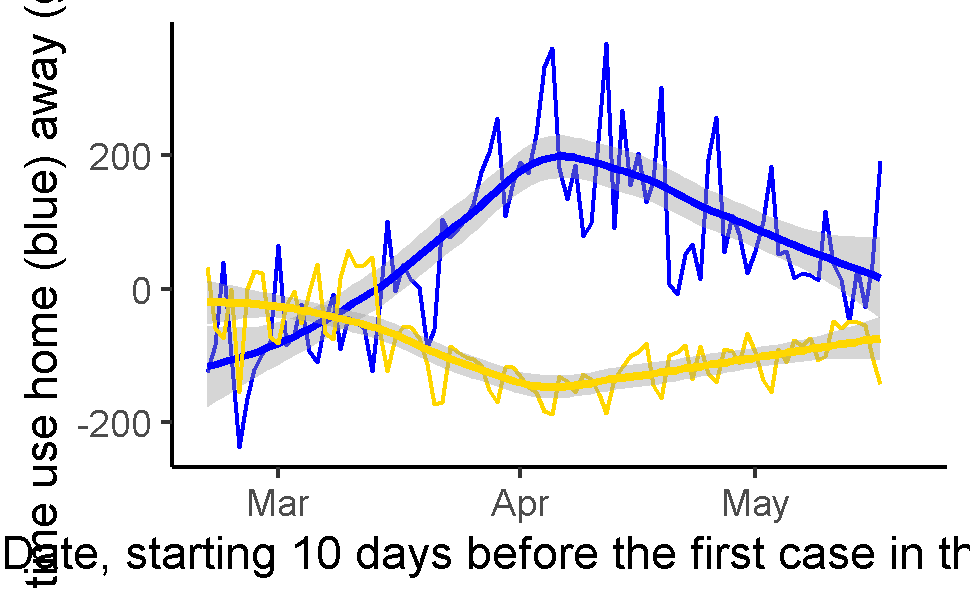 time use home (blue) away (
200
0
-200
Mar Apr May
Date, starting 10 days before the first case in th